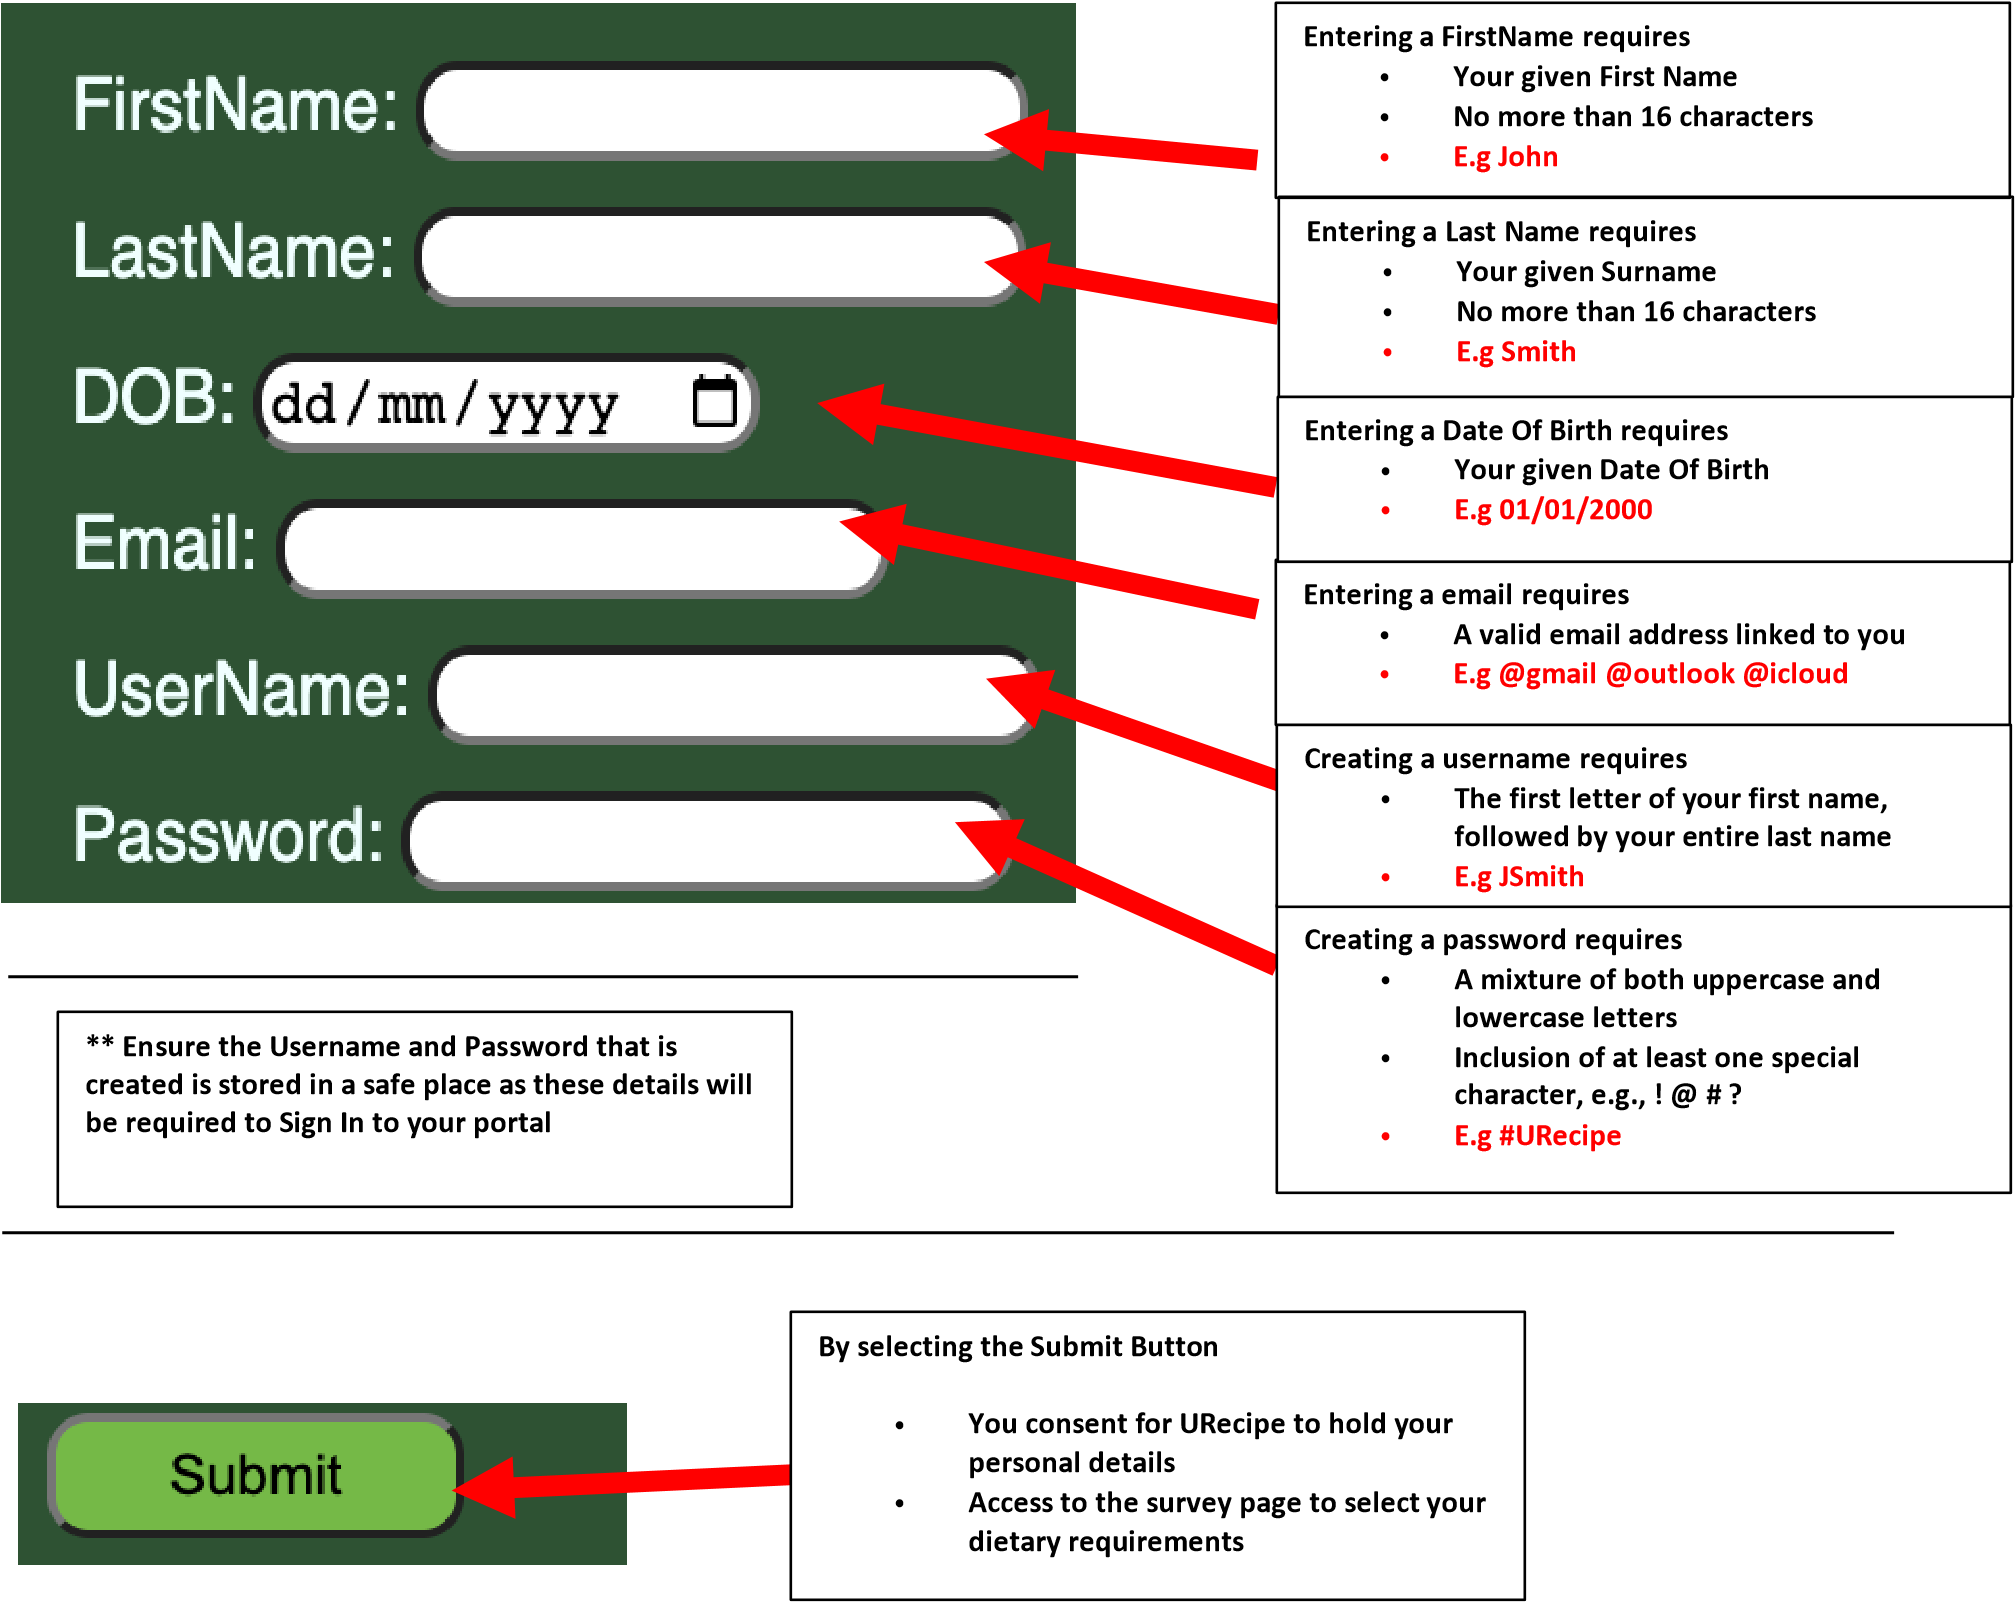 FirstName:
LastName:
DOB: dd/mm/yyyy
Email:
UserName:
Password:
Entering a FirstName requires
• Your given First Name
• No more than 16 characters
• E.g John
Entering a Last Name requires
• Your given Surname
• No more than 16 characters
• E.g Smith
Entering a Date Of Birth requires
• Your given Date Of Birth
• E.g 01/01/2000
Entering a email requires
• A valid email address linked to you
• E.g @gmail @outlook @icloud
Creating a username requires
• The first letter of your first name,
followed by your entire last name
• E.g JSmith
Creating a password requires
• A mixture of both uppercase and
lowercase letters
• Inclusion of at least one special
character, e.g., ! @ # ?
• E.g #URecipe
** Ensure the Username and Password that is
created is stored in a safe place as these details will
be required to Sign In to your portal
Submit
By selecting the Submit Button
• You consent for URecipe to hold your
personal details
• Access to the survey page to select your
dietary requirements